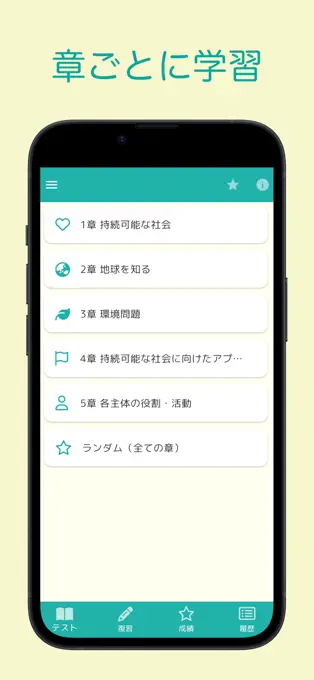 章ごとに学習
1章 持続可能な社会
2章 地球を知る
3章 環境問題
4章 持続可能な社会に向けたアプ…
5章 各主体の役割・活動
ランダム（全ての章）
テスト
復習
成績
履歴